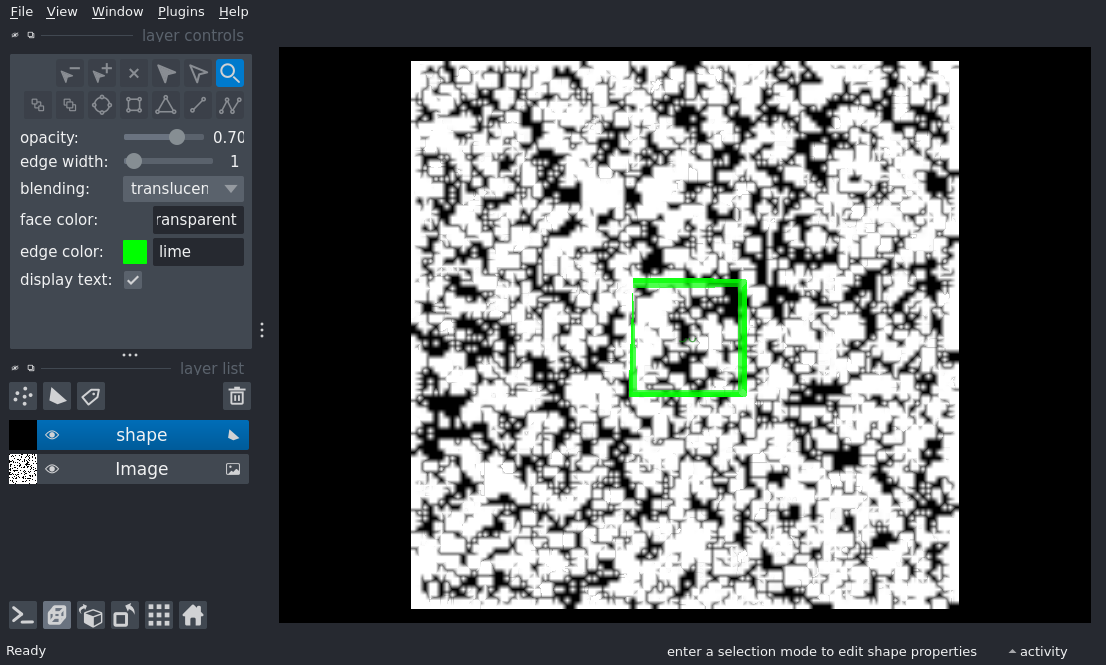 File View Window Plugins Help
layer controls
opacity: 0.70
edge width: 1
blending: translucen
face color: ransparent
edge color: lime
display text:
layer list
shape
Image
Ready
enter a selection mode to edit shape properties
activity